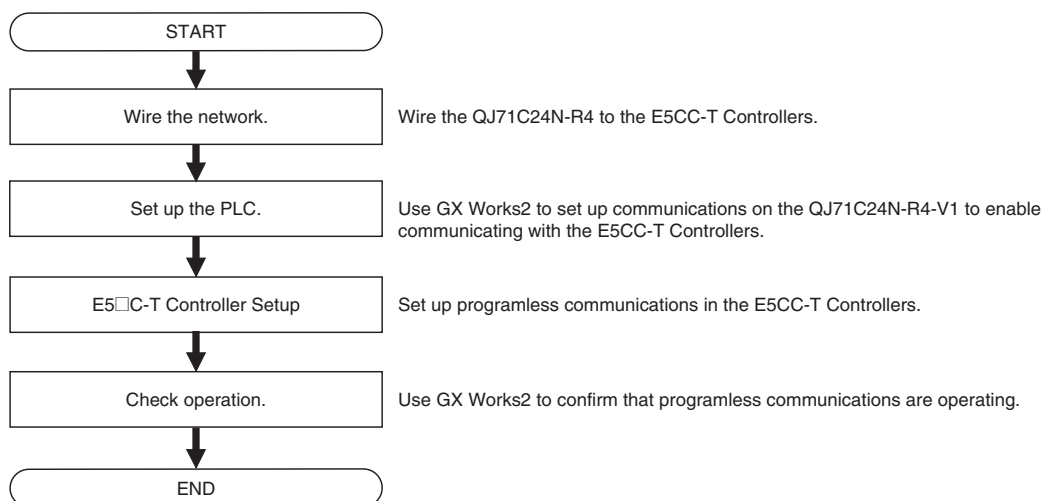 START
Wire the network.
Wire the QJ71C24N-R4 to the E5CC-T Controllers.
Set up the PLC.
Use GX Works2 to set up communications on the QJ71C24N-R4-V1 to enable
communicating with the E5CC-T Controllers.
E5□C-T Controller Setup
Set up programless communications in the E5CC-T Controllers.
Check operation.
Use GX Works2 to confirm that programless communications are operating.
END